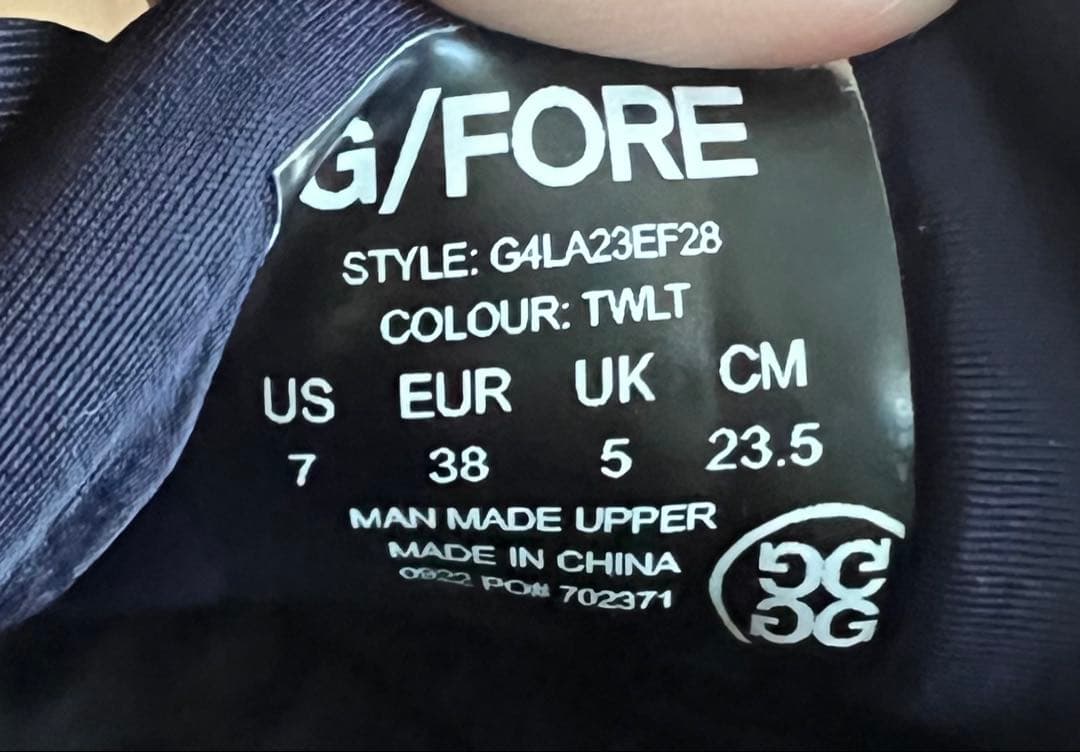 G/FORE
STYLE: G4LA23EF28
COLOUR: TWLT
US EUR UK CM
7 38 5 23.5
MAN MADE UPPER
MADE IN CHINA
0922 PO# 702371